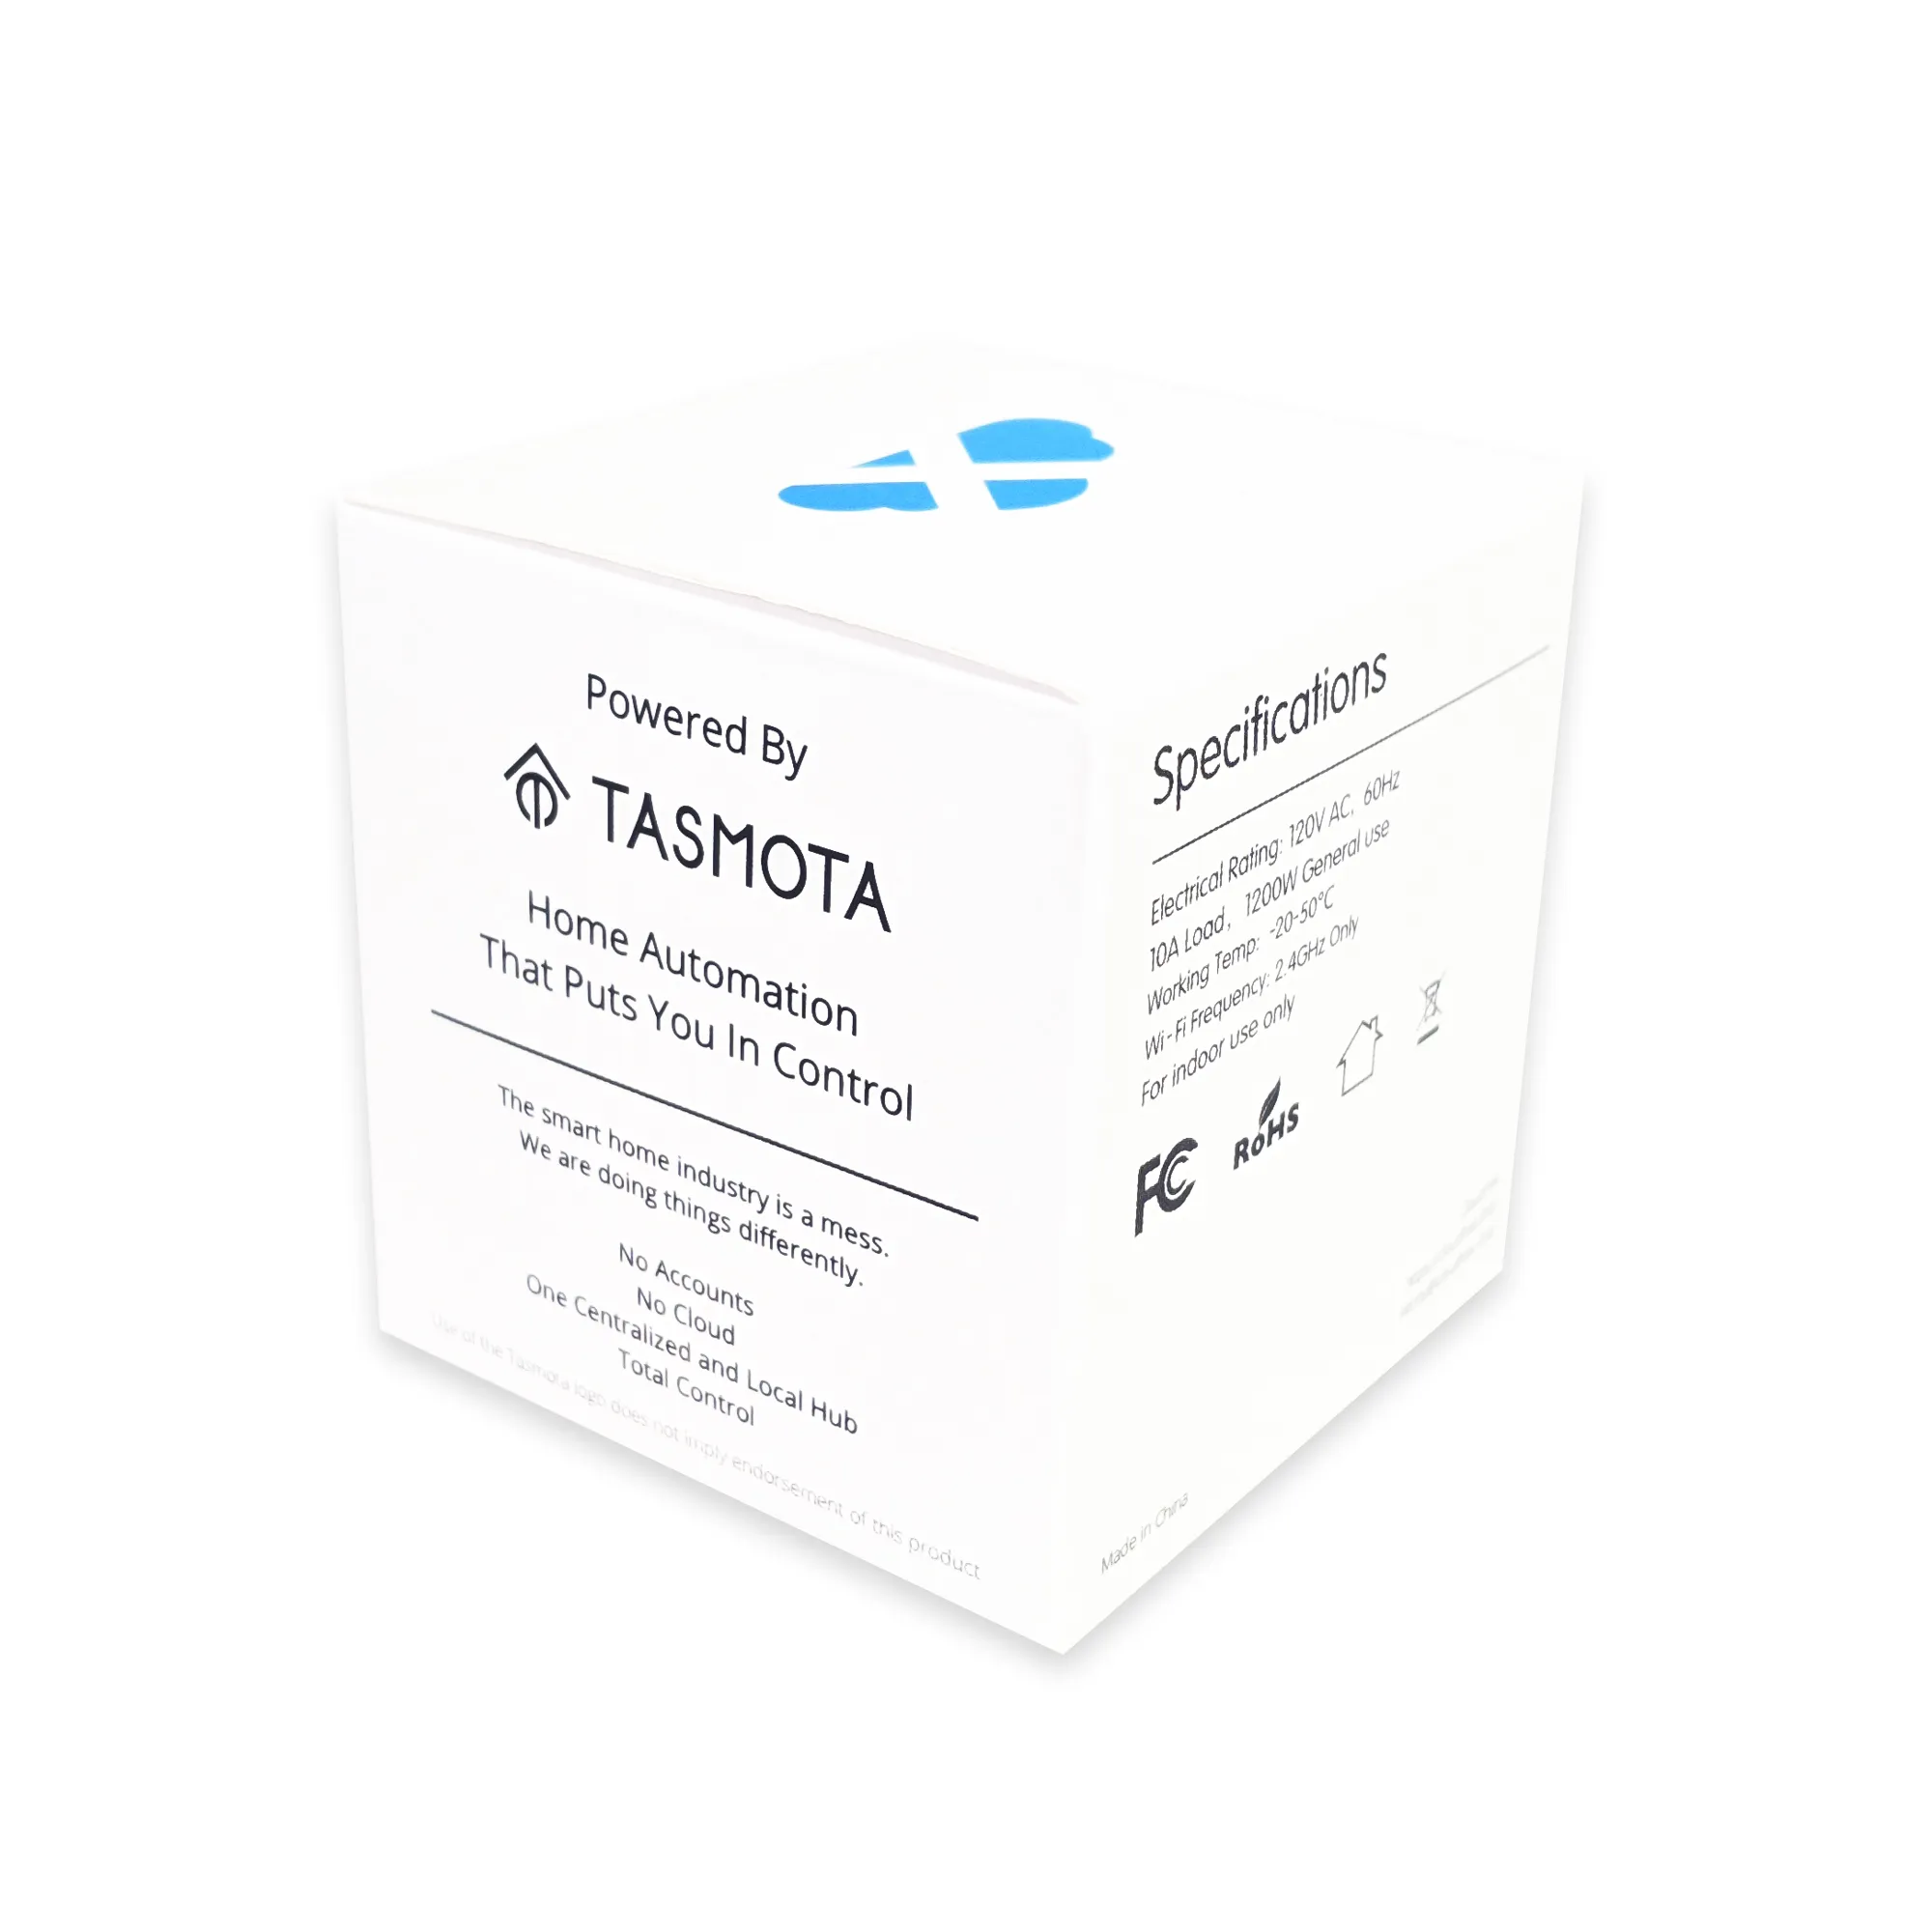 Powered By
TASMOTA
Home Automation
That Puts You In Control
The smart home industry is a mess.
We are doing things differently.
No Accounts
No Cloud
One Centralized and Local Hub
Total Control
Use of the Tasmota logo does not imply endorsement of this product
Specifications
Electrical Rating: 120V AC, 60Hz
10A Load, 1200W General use
Working Temp: -20-50°C
Wi-Fi Frequency: 2.4GHz Only
For indoor use only
FC
RoHS
Made in China